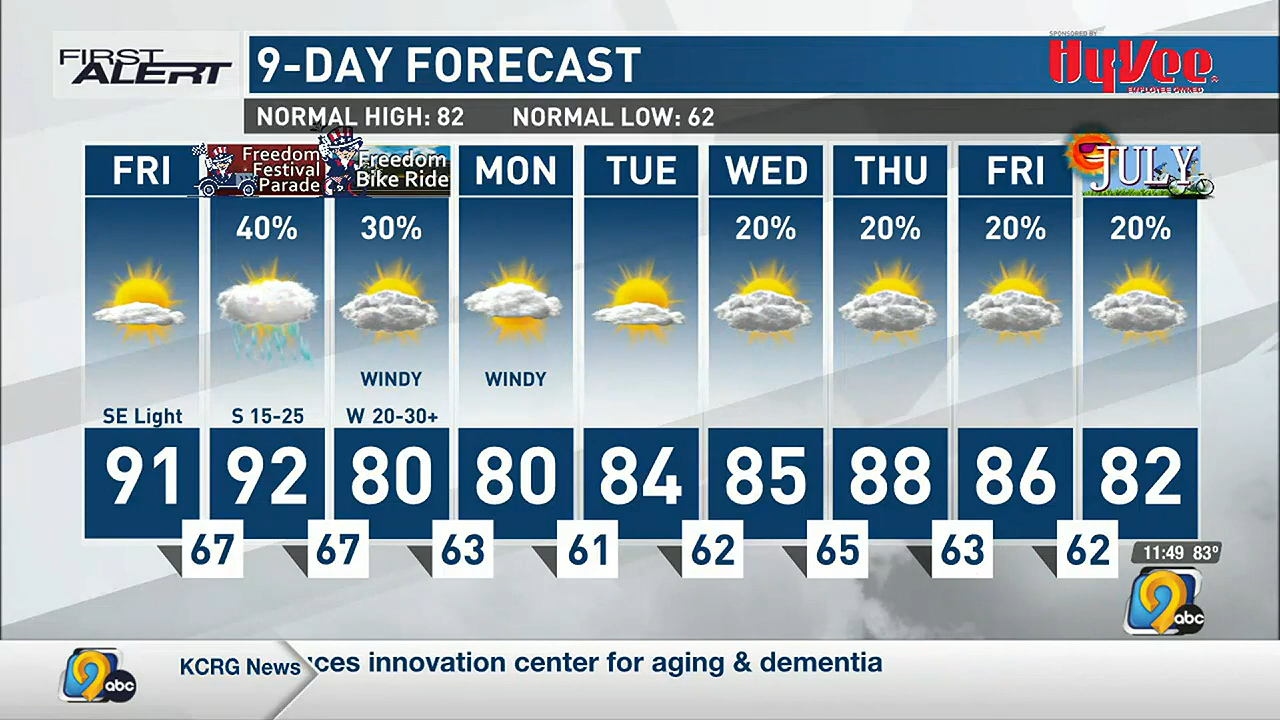 FIRST
ALERT
9-DAY FORECAST
SPONSORED BY
HyVee
EMPLOYEE OWNED
NORMAL HIGH: 82 NORMAL LOW: 62
FRI
Freedom
Festival
Parade
Freedom
Bike Ride
MON
TUE
WED
THU
FRI
JULY
40%
30%
20%
20%
20%
20%
WINDY
WINDY
SE Light
S 15-25
W 20-30+
91
92
80
80
84
85
88
86
82
67
67
63
61
62
65
63
62
11:49 83°
9
abc
9
abc
KCRG News
uces innovation center for aging & dementia